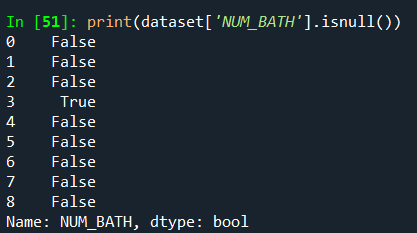 In [51]: print(dataset['NUM_BATH'].isnull())
0    False
1    False
2    False
3     True
4    False
5    False
6    False
7    False
8    False
Name: NUM_BATH, dtype: bool